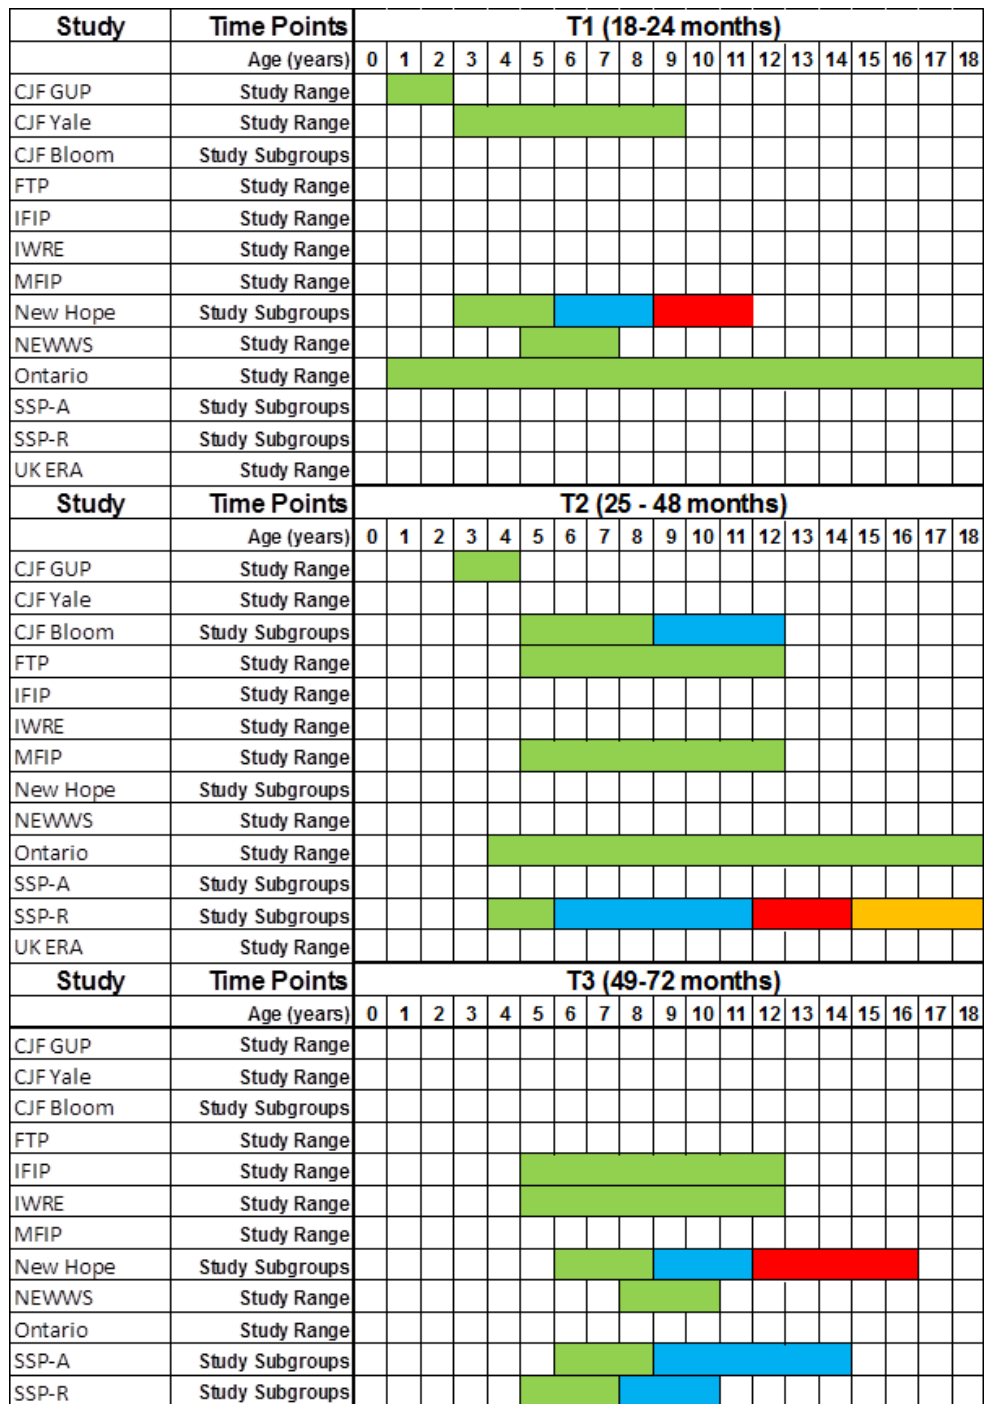 Study Time Points T1 (18-24 months)
Age (years) 0 1 2 3 4 5 6 7 8 9 10 11 12 13 14 15 16 17 18
CJF GUP Study Range
CJF Yale Study Range
CJF Bloom Study Subgroups
FTP Study Range
IFIP Study Range
IWRE Study Range
MFIP Study Range
New Hope Study Subgroups
NEWWS Study Range
Ontario Study Range
SSP-A Study Subgroups
SSP-R Study Subgroups
UK ERA Study Range
Study Time Points T2 (25 - 48 months)
Age (years) 0 1 2 3 4 5 6 7 8 9 10 11 12 13 14 15 16 17 18
CJF GUP Study Range
CJF Yale Study Range
CJF Bloom Study Subgroups
FTP Study Range
IFIP Study Range
IWRE Study Range
MFIP Study Range
New Hope Study Subgroups
NEWWS Study Range
Ontario Study Range
SSP-A Study Subgroups
SSP-R Study Subgroups
UK ERA Study Range
Study Time Points T3 (49-72 months)
Age (years) 0 1 2 3 4 5 6 7 8 9 10 11 12 13 14 15 16 17 18
CJF GUP Study Range
CJF Yale Study Range
CJF Bloom Study Subgroups
FTP Study Range
IFIP Study Range
IWRE Study Range
MFIP Study Range
New Hope Study Subgroups
NEWWS Study Range
Ontario Study Range
SSP-A Study Subgroups
SSP-R Study Subgroups